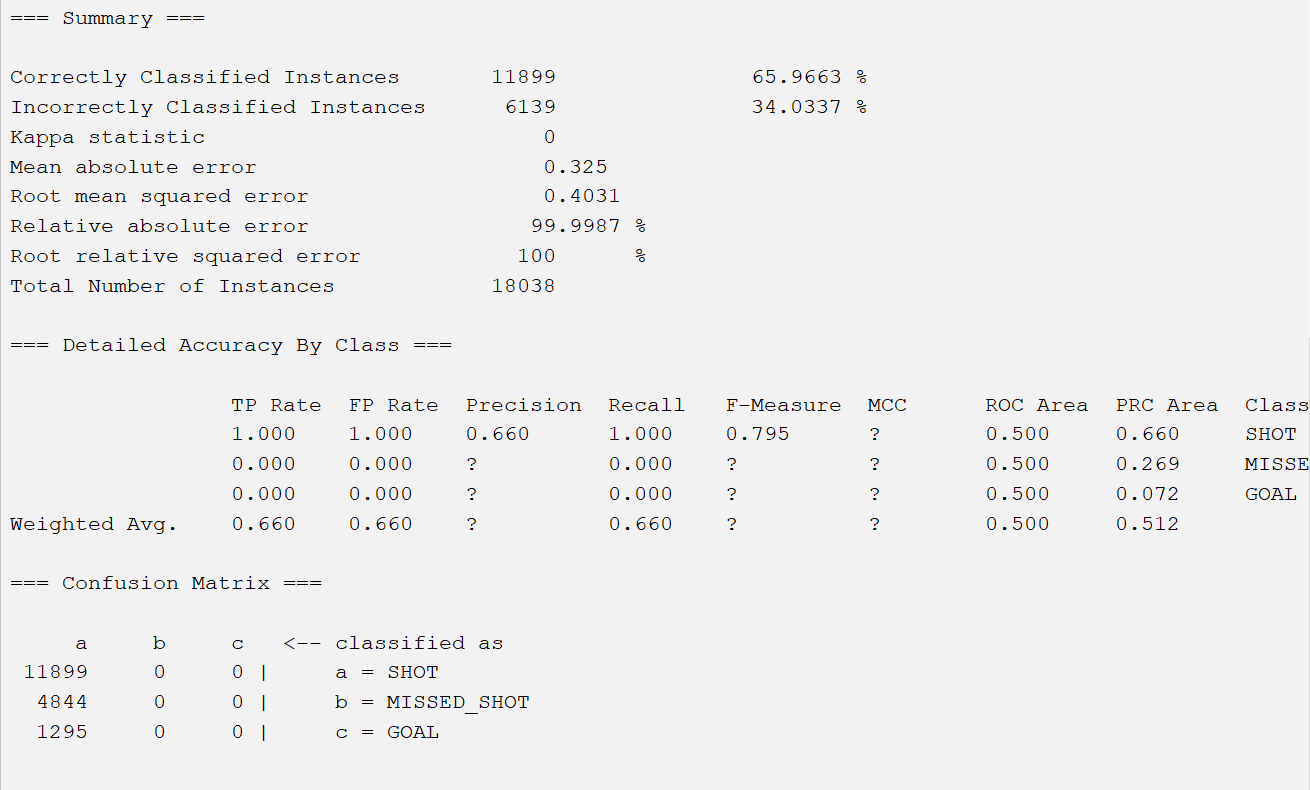 === Summary ===
Correctly Classified Instances 11899 65.9663 %
Incorrectly Classified Instances 6139 34.0337 %
Kappa statistic 0
Mean absolute error 0.325
Root mean squared error 0.4031
Relative absolute error 99.9987 %
Root relative squared error 100 %
Total Number of Instances 18038
=== Detailed Accuracy By Class ===
TP Rate FP Rate Precision Recall F-Measure MCC ROC Area PRC Area Class
1.000 1.000 0.660 1.000 0.795 ? 0.500 0.660 SHOT
0.000 0.000 ? 0.000 ? ? 0.500 0.269 MISSE
0.000 0.000 ? 0.000 ? ? 0.500 0.072 GOAL
Weighted Avg. 0.660 0.660 ? 0.660 ? ? 0.500 0.512
=== Confusion Matrix ===
a b c <-- classified as
11899 0 0 | a = SHOT
4844 0 0 | b = MISSED_SHOT
1295 0 0 | c = GOAL